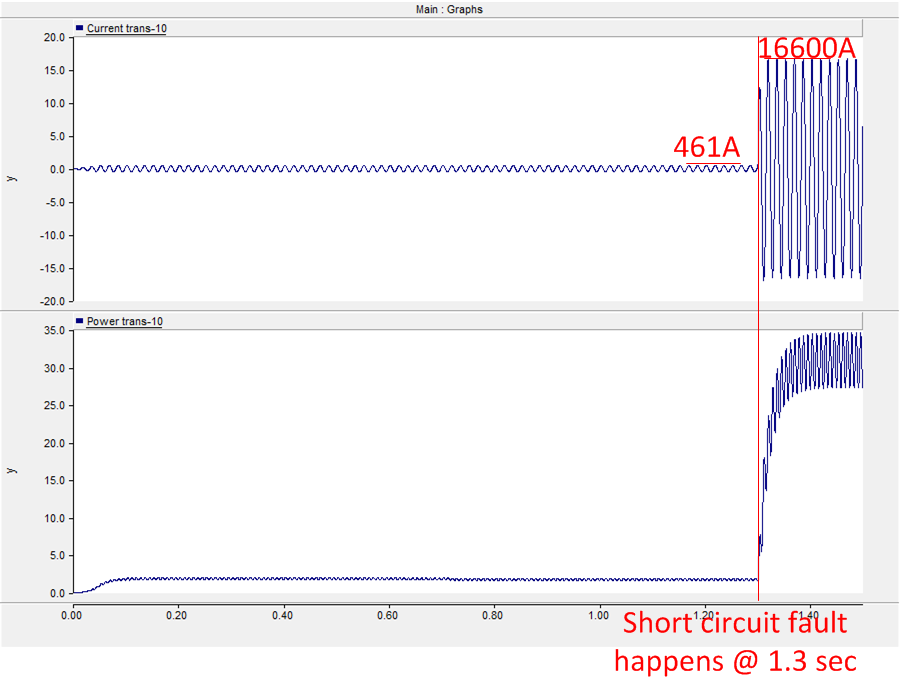 Main : Graphs
Current trans-10
20.0
15.0
10.0
5.0
0.0
-5.0
-10.0
-15.0
-20.0
y
16600A
461A
Power trans-10
35.0
30.0
25.0
20.0
15.0
10.0
5.0
0.0
y
0.00 0.20 0.40 0.60 0.80 1.00 1.20 1.40
Short circuit fault
happens @ 1.3 sec